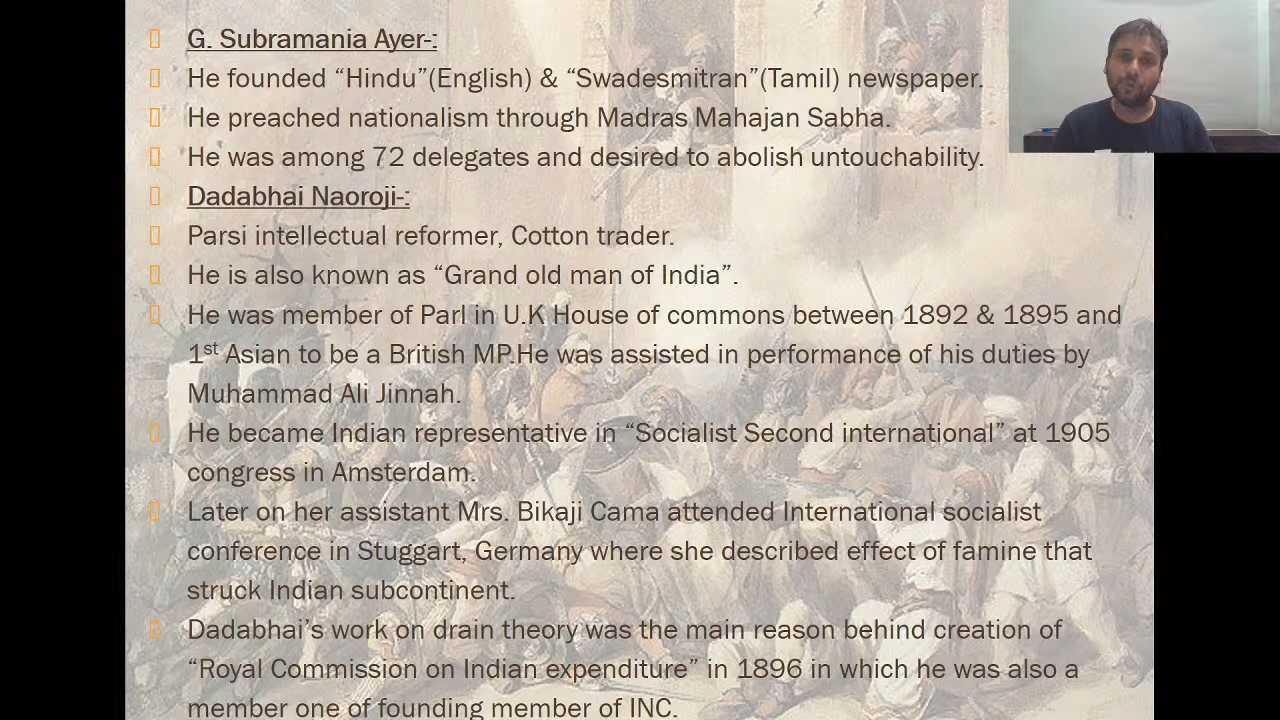 G. Subramania Ayer-:
He founded “Hindu”(English) & “Swadesmitran”(Tamil) newspaper.
He preached nationalism through Madras Mahajan Sabha.
He was among 72 delegates and desired to abolish untouchability.
Dadabhai Naoroji-:
Parsi intellectual reformer, Cotton trader.
He is also known as “Grand old man of India”.
He was member of Parl in U.K House of commons between 1892 & 1895 and
1st Asian to be a British MP.He was assisted in performance of his duties by
Muhammad Ali Jinnah.
He became Indian representative in “Socialist Second international” at 1905
congress in Amsterdam.
Later on her assistant Mrs. Bikaji Cama attended International socialist
conference in Stuggart, Germany where she described effect of famine that
struck Indian subcontinent.
Dadabhai’s work on drain theory was the main reason behind creation of
“Royal Commission on Indian expenditure” in 1896 in which he was also a
member one of founding member of INC.